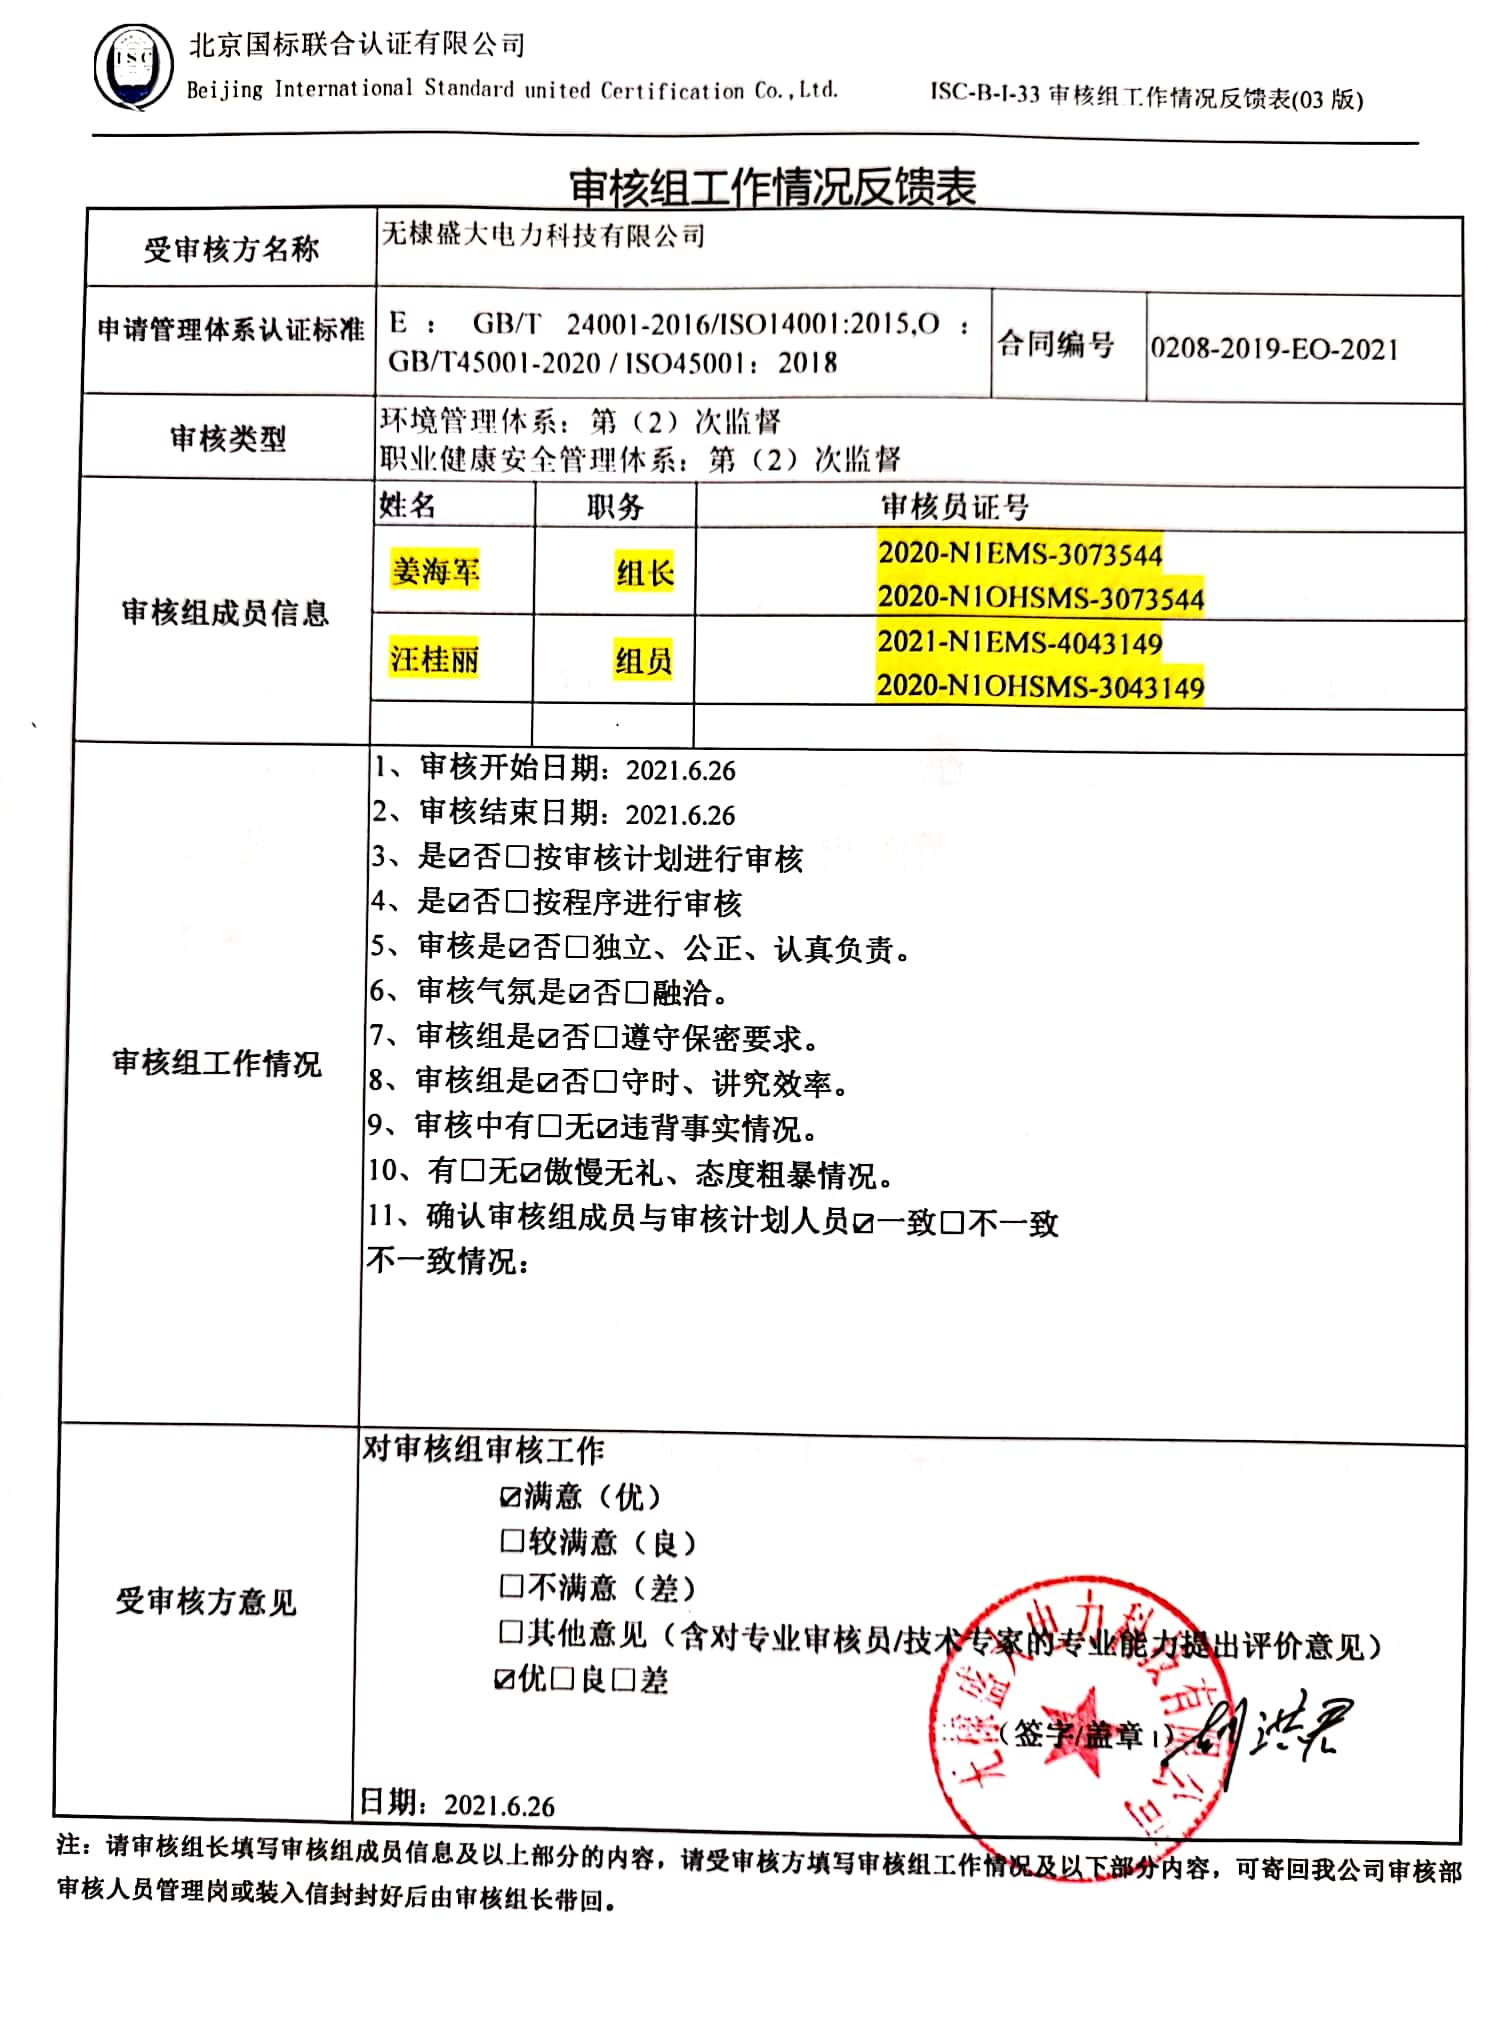 ISC
北京国标联合认证有限公司
Beijing International Standard united Certification Co.,Ltd.
ISC-B-I-33 审核组工作情况反馈表(03 版)
审核组工作情况反馈表
受审核方名称
无棣盛大电力科技有限公司
申请管理体系认证标准
E : GB/T 24001-2016/ISO14001:2015,O :
GB/T45001-2020 / ISO45001: 2018
合同编号
0208-2019-EO-2021
审核类型
环境管理体系: 第（2）次监督
职业健康安全管理体系: 第（2）次监督
审核组成员信息
姓名 职务 审核员证号
姜海军 组长 2020-N1EMS-3073544
2020-N1OHSMS-3073544
汪桂丽 组员 2021-N1EMS-4043149
2020-N1OHSMS-3043149
审核组工作情况
1、审核开始日期: 2021.6.26
2、审核结束日期: 2021.6.26
3、是☑否□按审核计划进行审核
4、是☑否□按程序进行审核
5、审核是☑否□独立、公正、认真负责。
6、审核气氛是☑否□融洽。
7、审核组是☑否□遵守保密要求。
8、审核组是☑否□守时、讲究效率。
9、审核中有□无☑违背事实情况。
10、有□无☑傲慢无礼、态度粗暴情况。
11、确认审核组成员与审核计划人员☑一致□不一致
不一致情况:
受审核方意见
对审核组审核工作
☑满意（优）
□较满意（良）
□不满意（差）
□其他意见（含对专业审核员/技术专家的专业能力提出评价意见）
☑优□良□差
（签字/盖章）
无棣盛大电力科技有限公司
日期: 2021.6.26
注: 请审核组长填写审核组成员信息及以上部分的内容，请受审核方填写审核组工作情况及以下部分内容，可寄回我公司审核部
审核人员管理岗或装入信封封好后由审核组长带回。